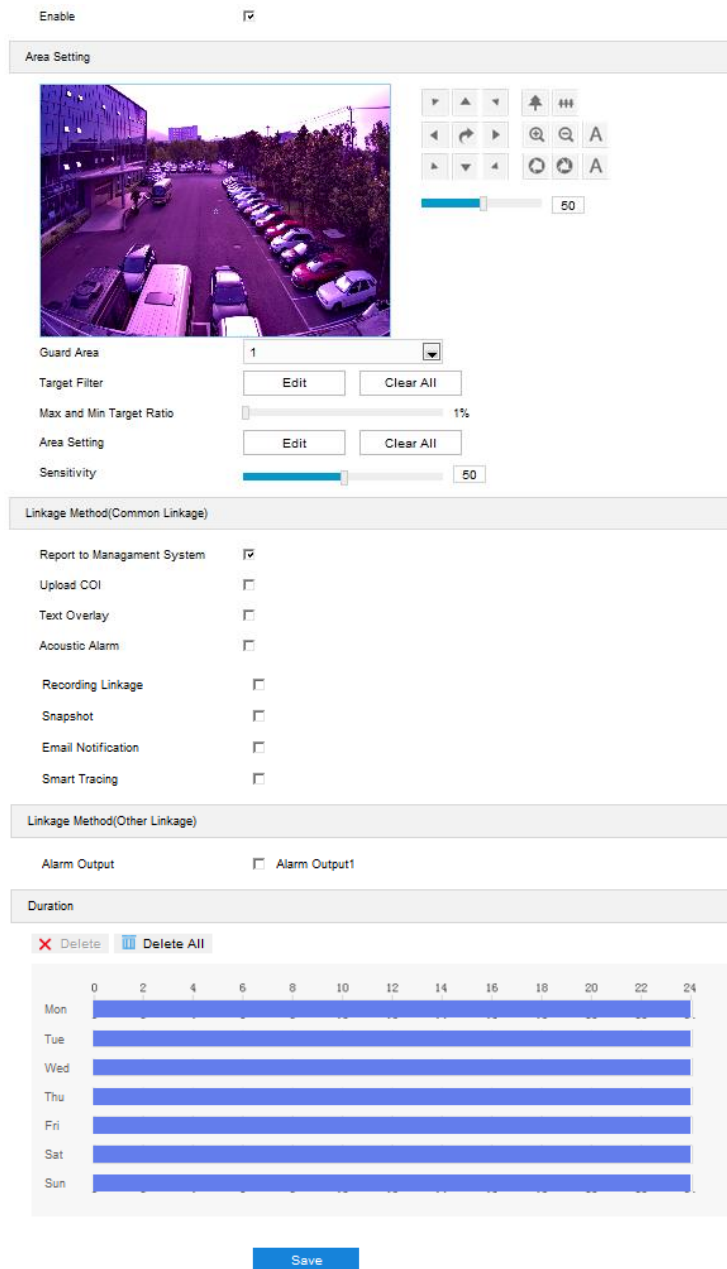 Enable
Area Setting
A
A
50
Guard Area 1
Target Filter Edit Clear All
Max and Min Target Ratio 1%
Area Setting Edit Clear All
Sensitivity 50
Linkage Method(Common Linkage)
Report to Managament System
Upload COI
Text Overlay
Acoustic Alarm
Recording Linkage
Snapshot
Email Notification
Smart Tracing
Linkage Method(Other Linkage)
Alarm Output Alarm Output1
Duration
Delete Delete All
0 2 4 6 8 10 12 14 16 18 20 22 24
Mon
Tue
Wed
Thu
Fri
Sat
Sun
Save